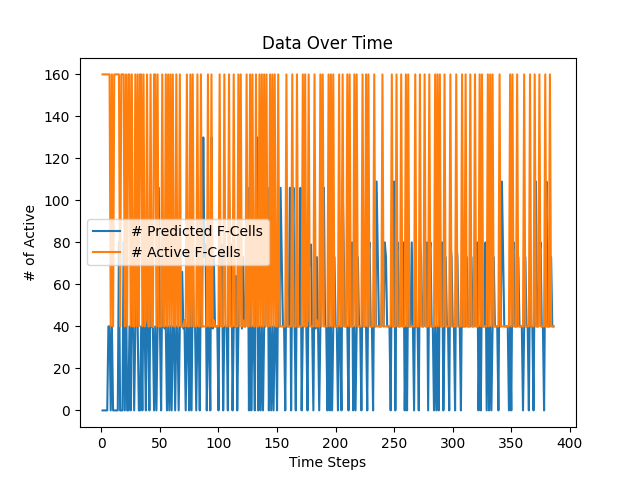 Data Over Time
# of Active
160
140
120
100
80
60
40
20
0
# Predicted F-Cells
# Active F-Cells
0 50 100 150 200 250 300 350 400
Time Steps